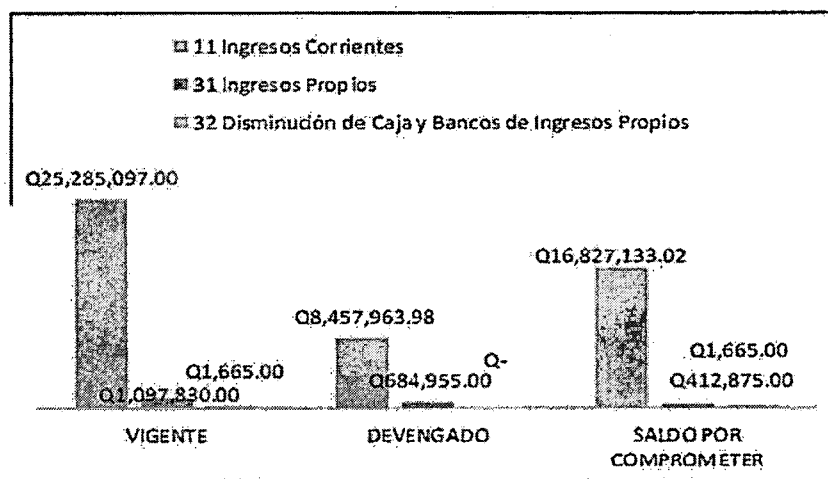 11 Ingresos Corrientes
31 Ingresos Propios
32 Disminución de Caja y Bancos de Ingresos Propios
Q25,285,097.00
Q1,097,830.00
Q1,665.00
Q8,457,963.98
Q684,955.00
Q-
Q16,827,133.02
Q412,875.00
Q1,665.00
VIGENTE
DEVENGADO
SALDO POR
COMPROMETER